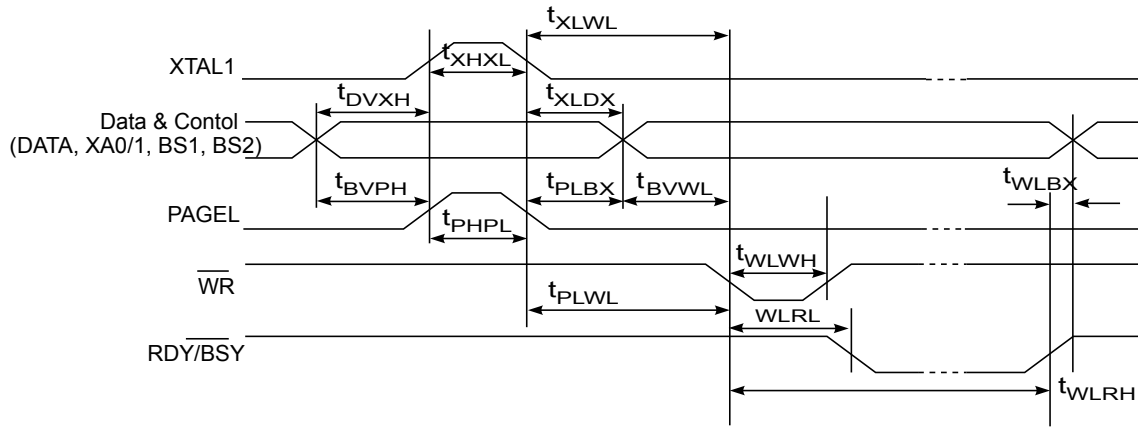 tXLWL
XTAL1
tXHXL
tDVXH
tXLDX
Data & Contol
(DATA, XA0/1, BS1, BS2)
tBVPH
tPLBX
tBVWL
tWLBX
PAGEL
tPHPL
tWLWH
WR
tPLWL
WLRL
RDY/BSY
tWLRH